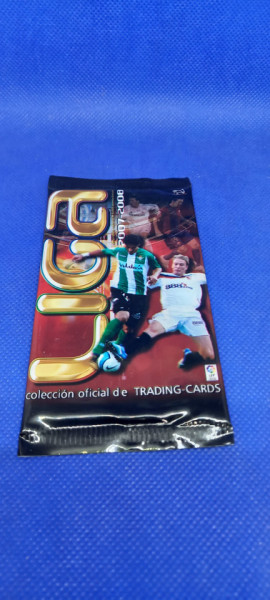 LIGA
2007-2008
colección oficial de TRADING-CARDS